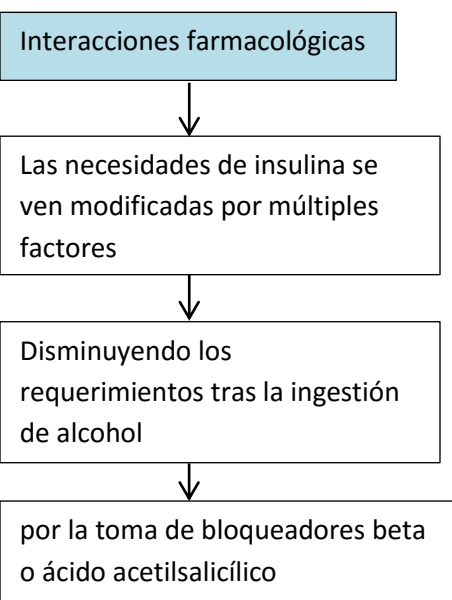 Interacciones farmacológicas
Las necesidades de insulina se
ven modificadas por múltiples
factores
Disminuyendo los
requerimientos tras la ingestión
de alcohol
por la toma de bloqueadores beta
o ácido acetilsalicílico